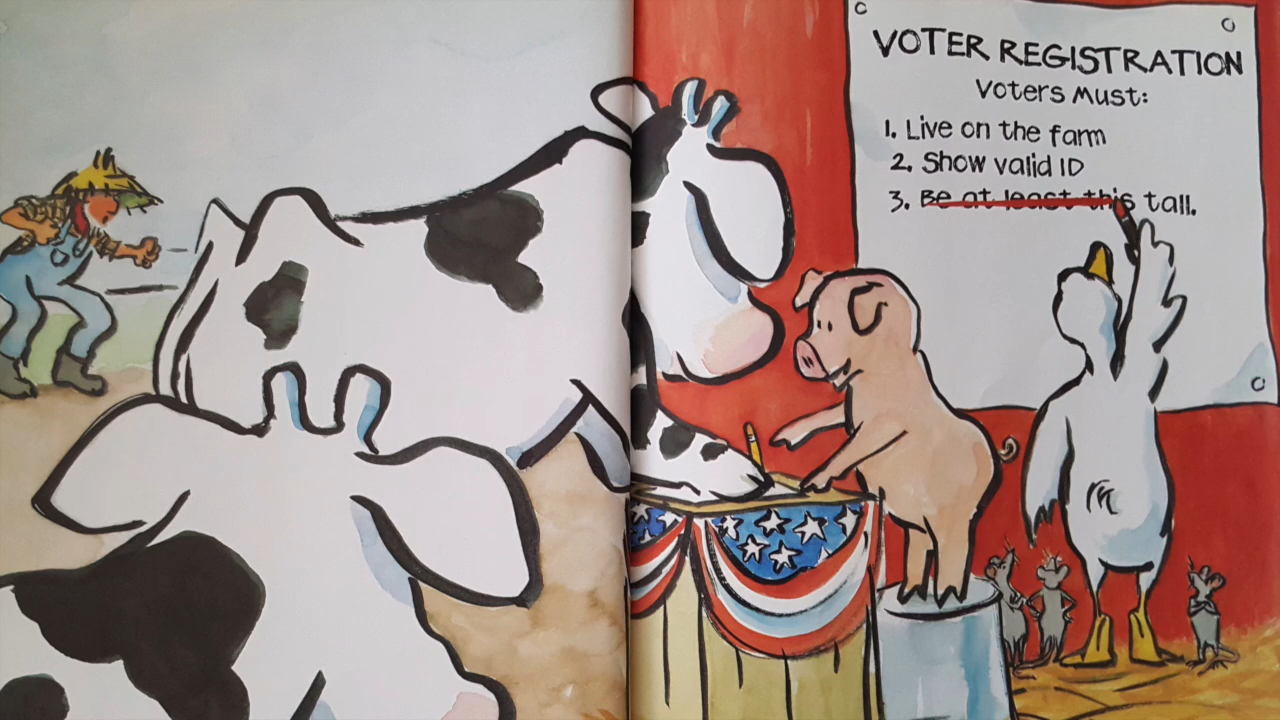 VOTER REGISTRATION
Voters Must:
1. Live on the farm
2. Show valid ID
3. Be at least this tall.